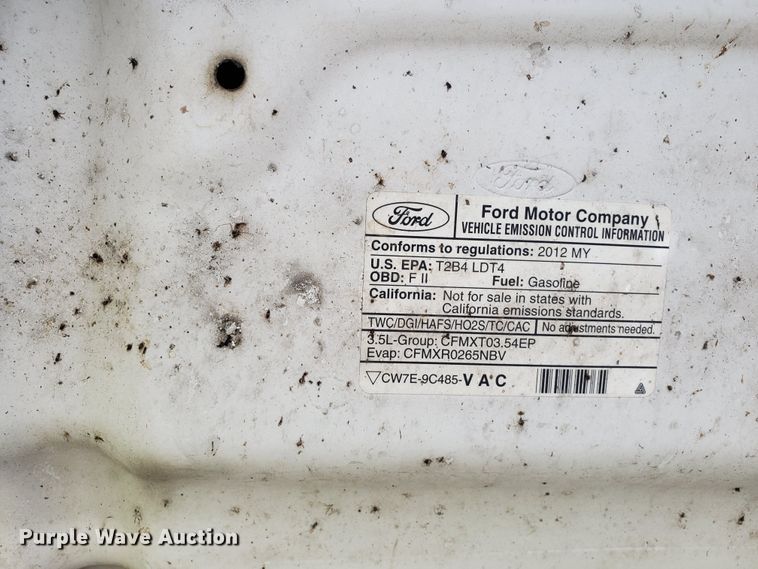 Ford
Ford
Ford Motor Company
VEHICLE EMISSION CONTROL INFORMATION
Conforms to regulations: 2012 MY
U.S. EPA: T2B4 LDT4
OBD: F II Fuel: Gasoline
California: Not for sale in states with
California emissions standards.
TWC/DGI/HAFS/HO2S/TC/CAC No adjustments needed.
3.5L-Group: CFMXT03.54EP
Evap: CFMXR0265NBV
▽CW7E-9C485-V A C
Purple Wave Auction